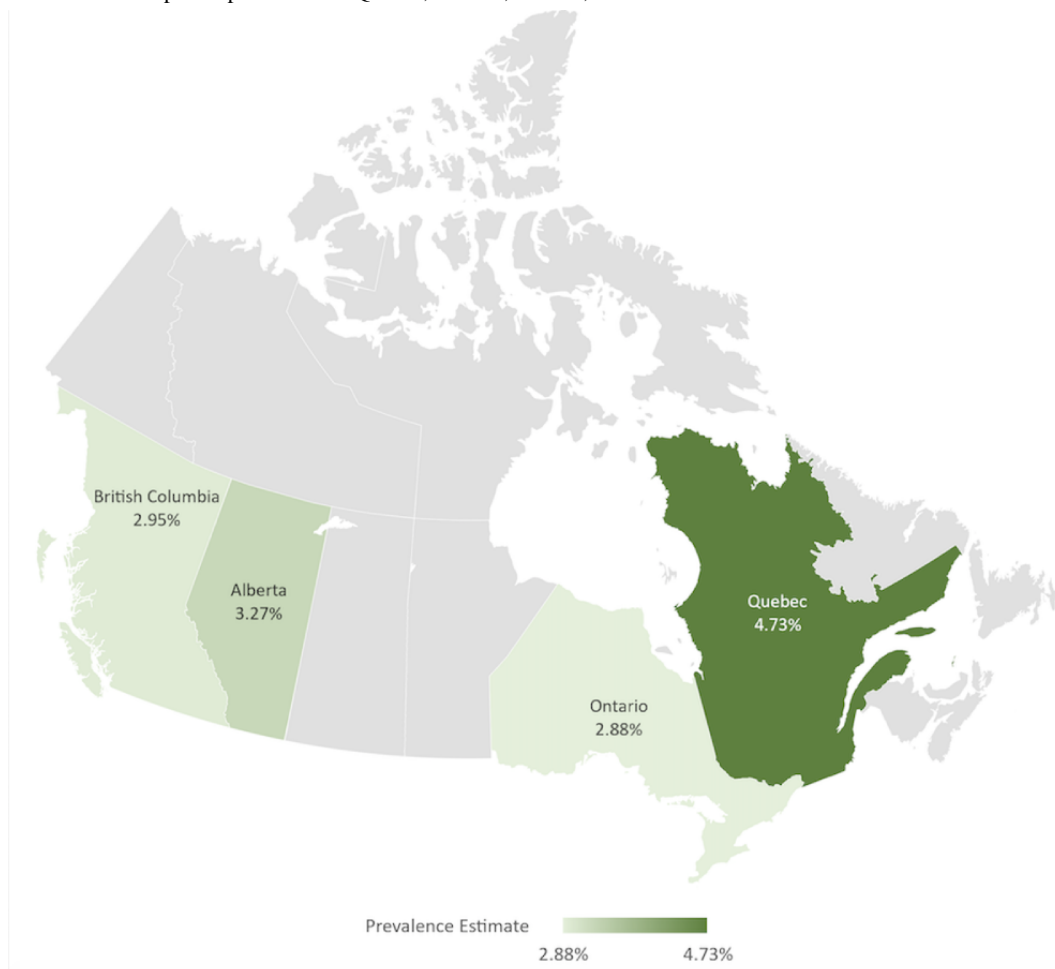 British Columbia
2.95%
Alberta
3.27%
Quebec
4.73%
Ontario
2.88%
Prevalence Estimate
2.88%
4.73%